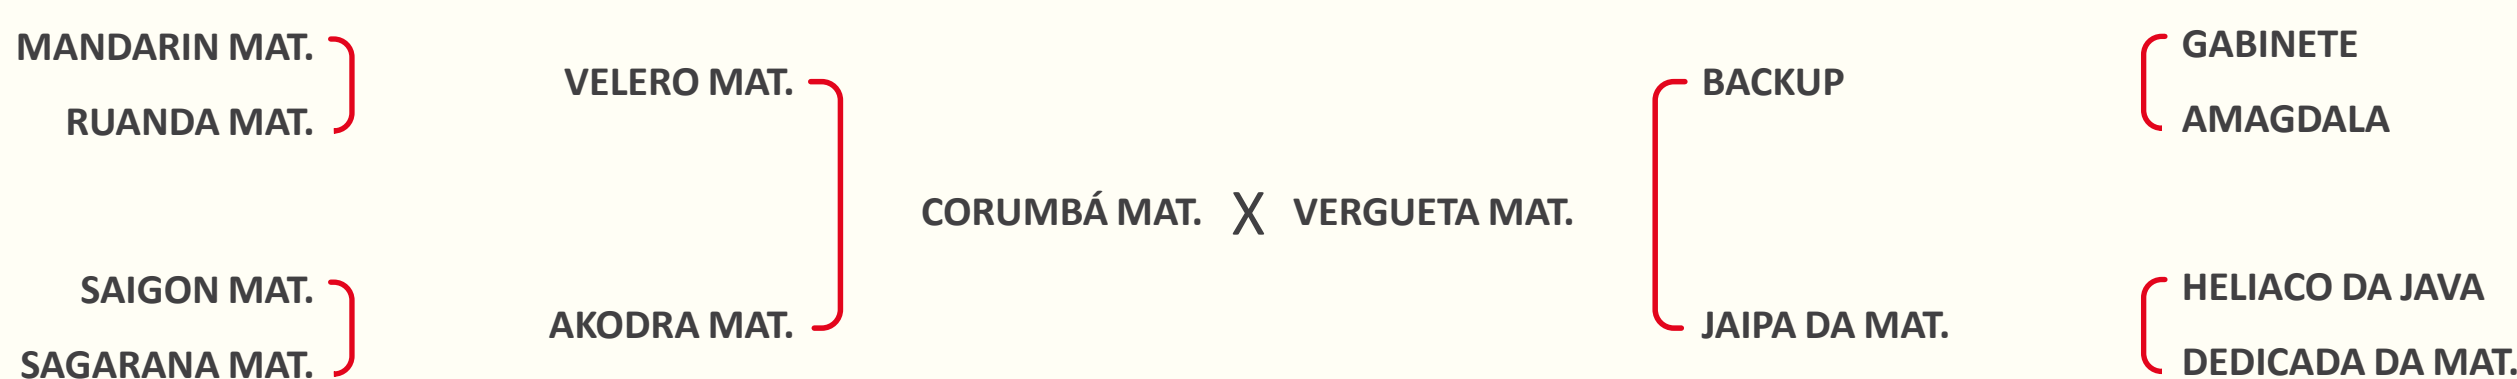 MANDARIN MAT.
RUANDA MAT.
SAIGON MAT.
SAGARANA MAT.
VELERO MAT.
AKODRA MAT.
CORUMBÁ MAT. X VERGUETA MAT.
BACKUP
JAIPA DA MAT.
GABINETE
AMAGDALA
HELIACO DA JAVA
DEDICADA DA MAT.